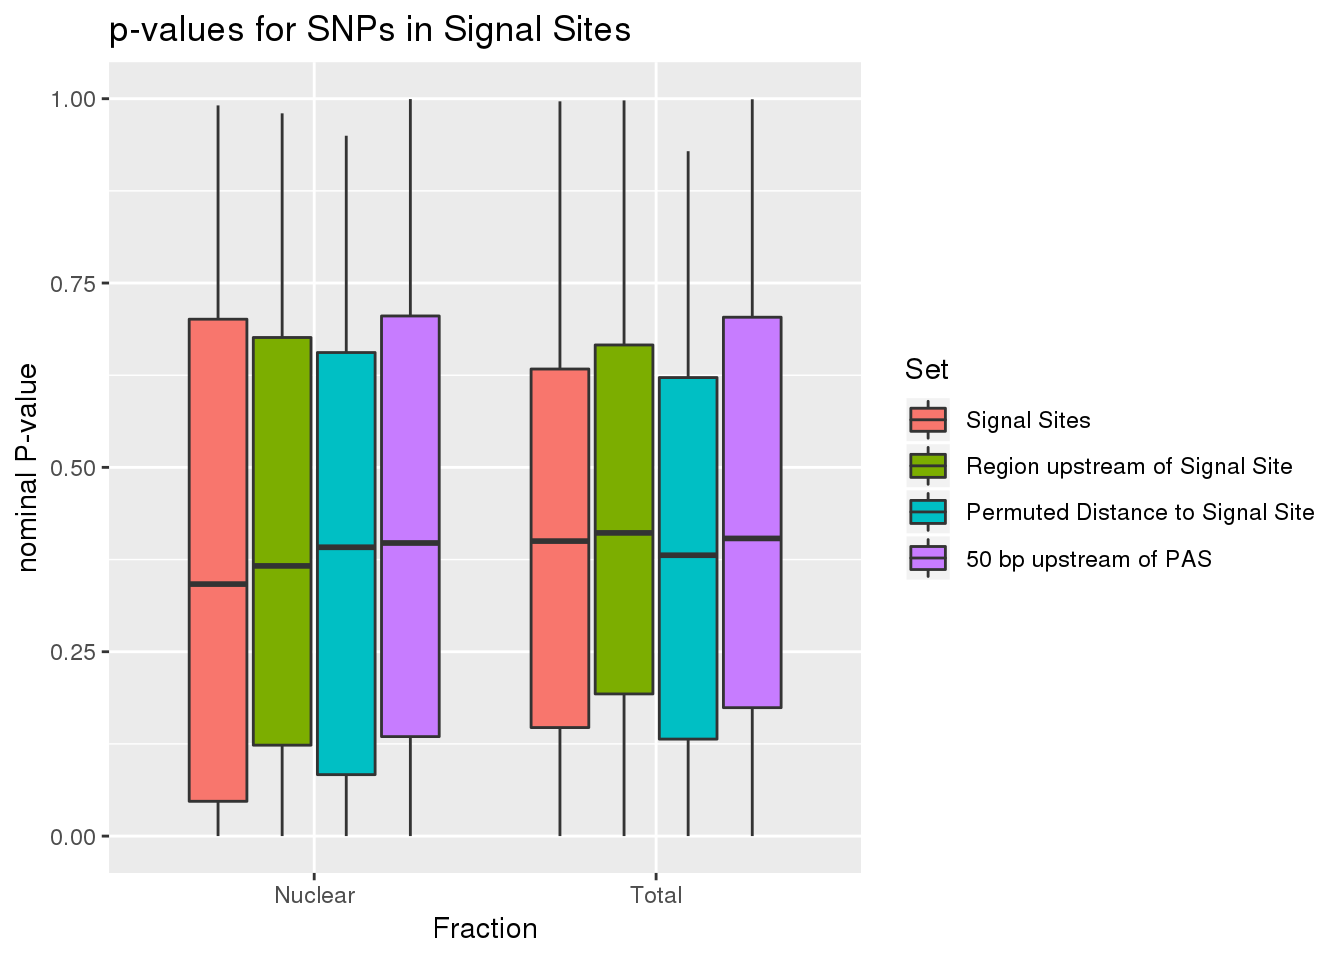 p-values for SNPs in Signal Sites
nominal P-value
1.00
0.75
0.50
0.25
0.00
Nuclear
Total
Fraction
Set
Signal Sites
Region upstream of Signal Site
Permuted Distance to Signal Site
50 bp upstream of PAS